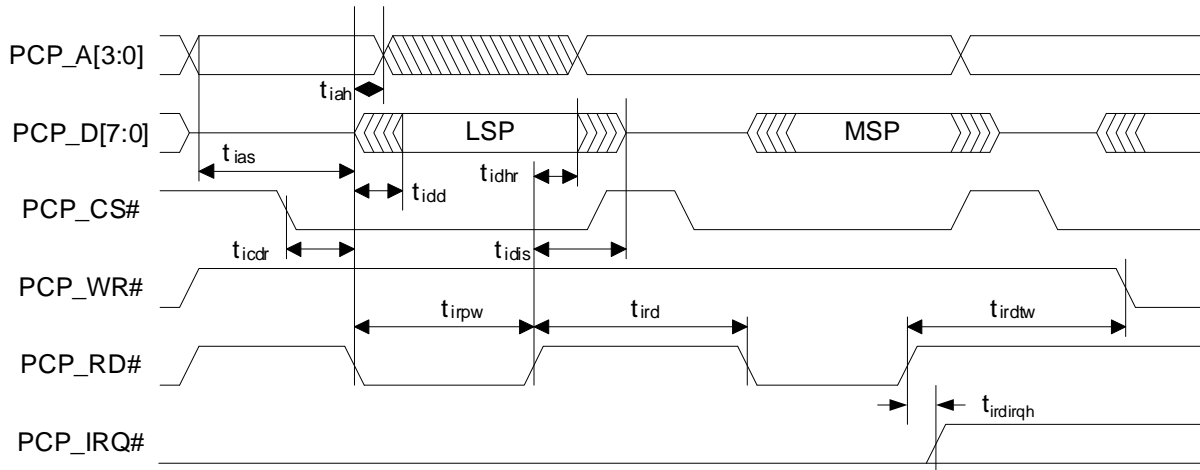 PCP_A[3:0]
t iah
PCP_D[7:0]
LSP
MSP
t ias
t idd
t idhr
PCP_CS#
t icdr
t idis
PCP_WR#
t irpw
t ird
t irdtw
PCP_RD#
t irdirqh
PCP_IRQ#